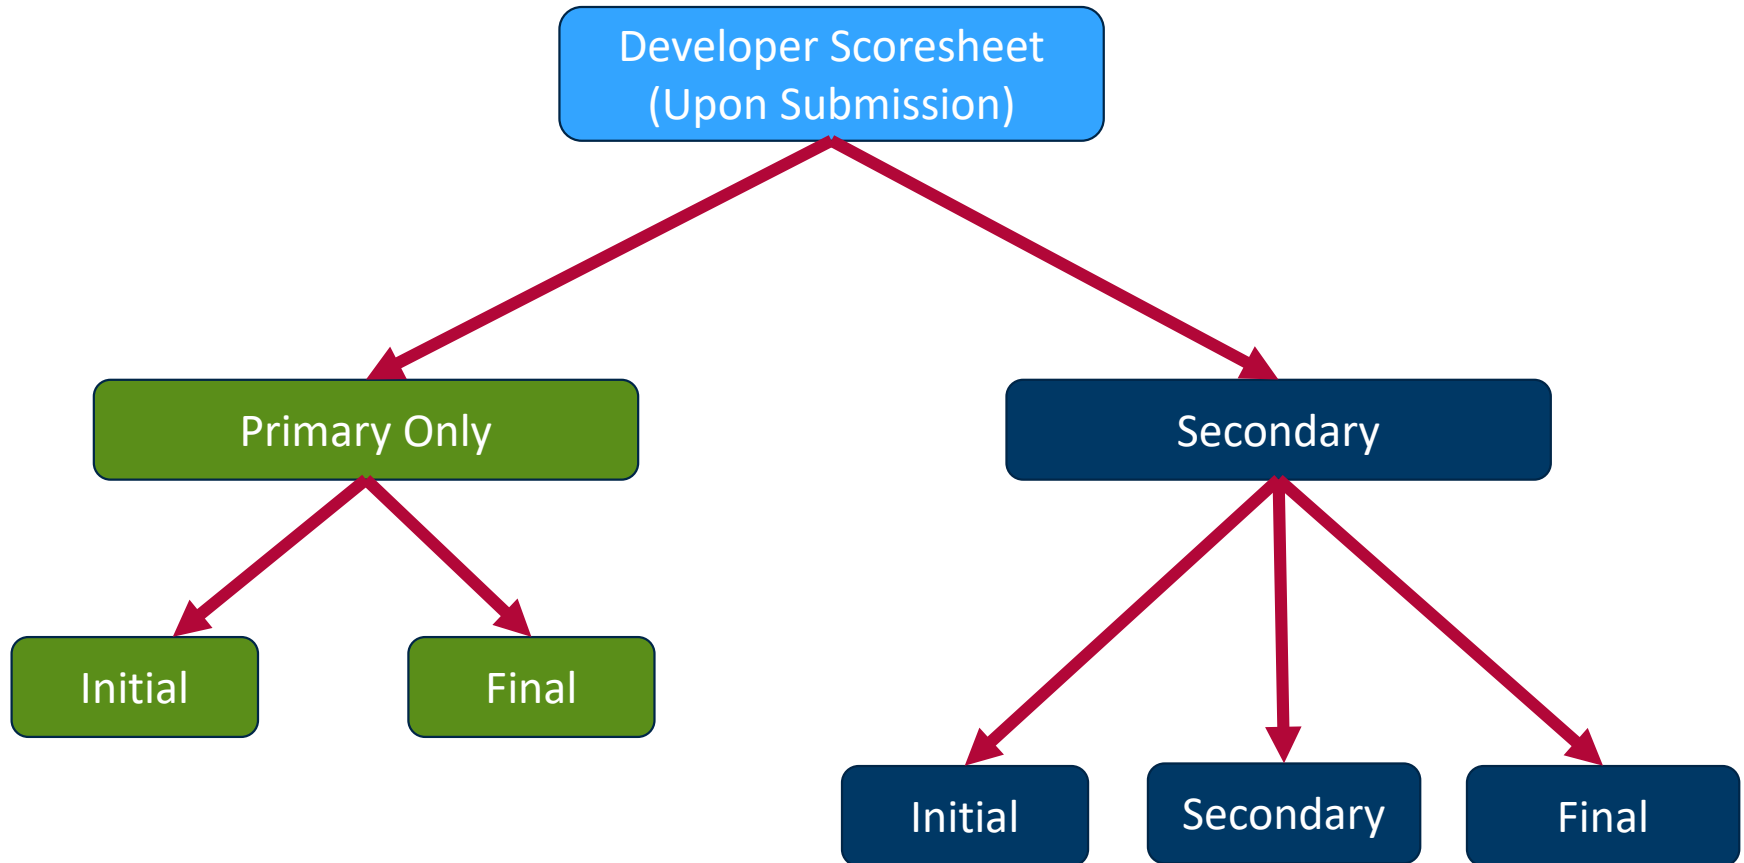 Developer Scoresheet
(Upon Submission)
Primary Only
Secondary
Initial
Final
Initial
Secondary
Final